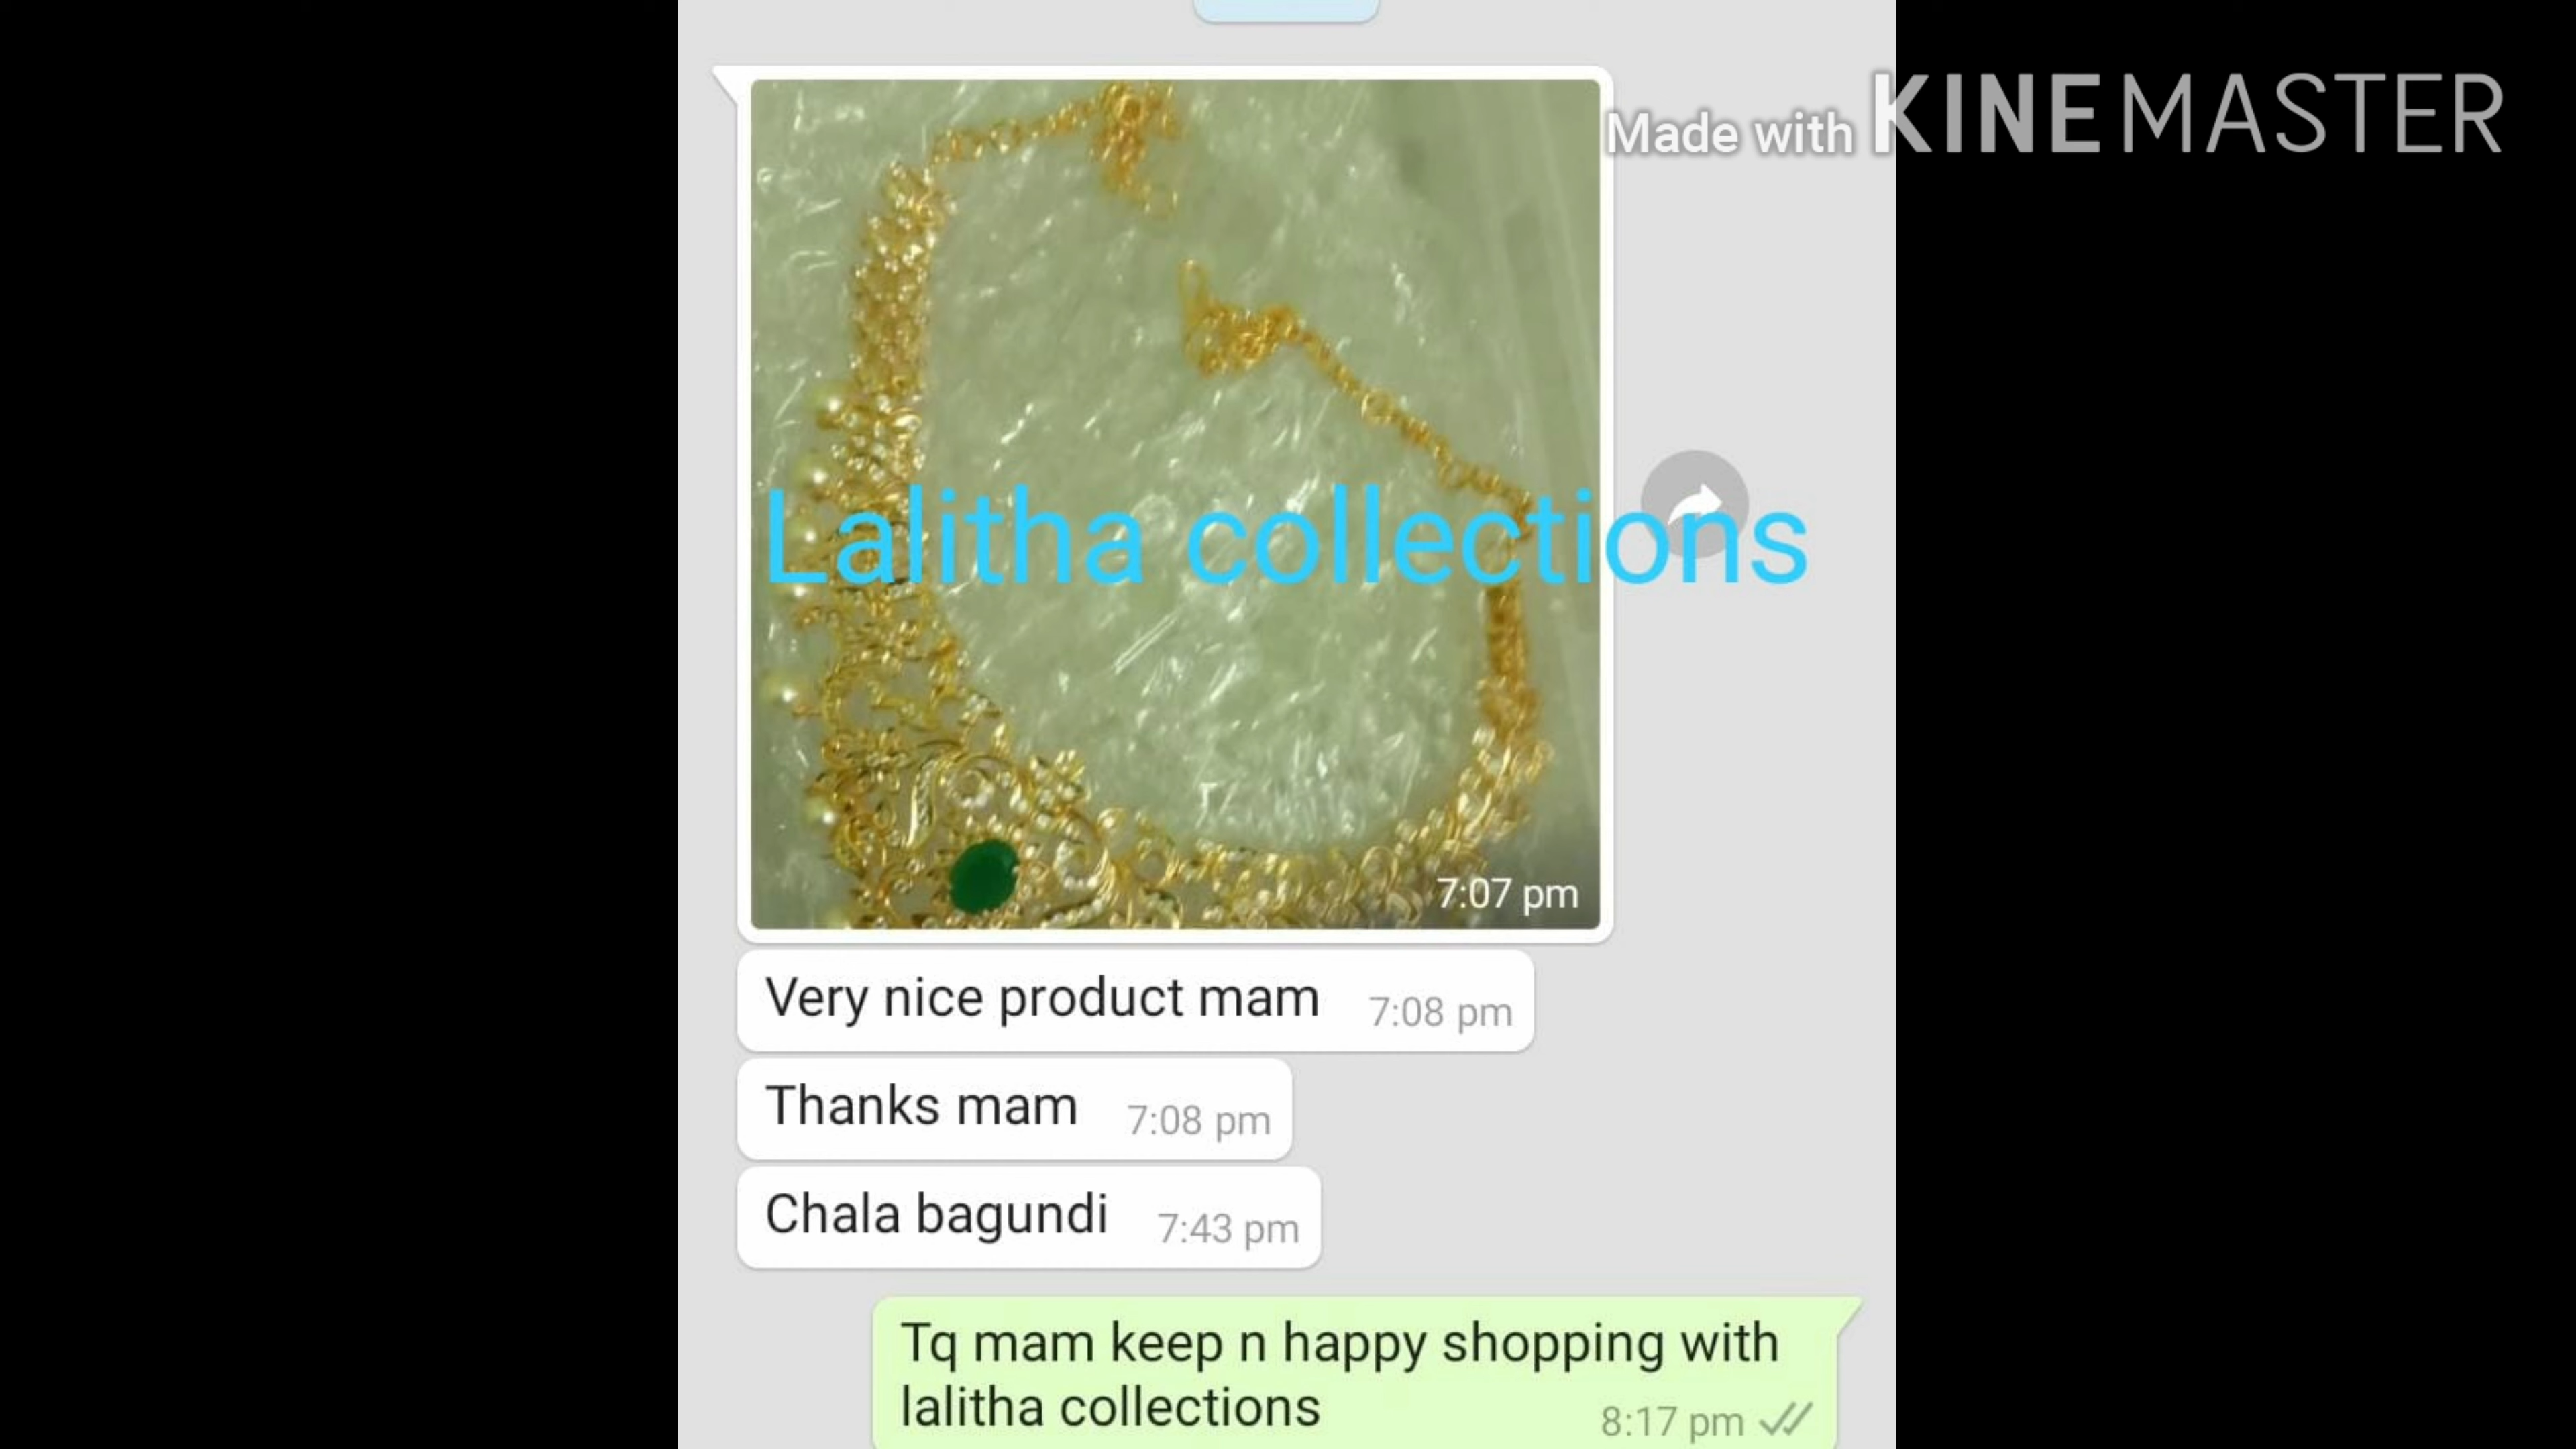 Made with KINEMASTER
Lalitha collections
7:07 pm
Very nice product mam 7:08 pm
Thanks mam 7:08 pm
Chala bagundi 7:43 pm
Tq mam keep n happy shopping with
lalitha collections 8:17 pm